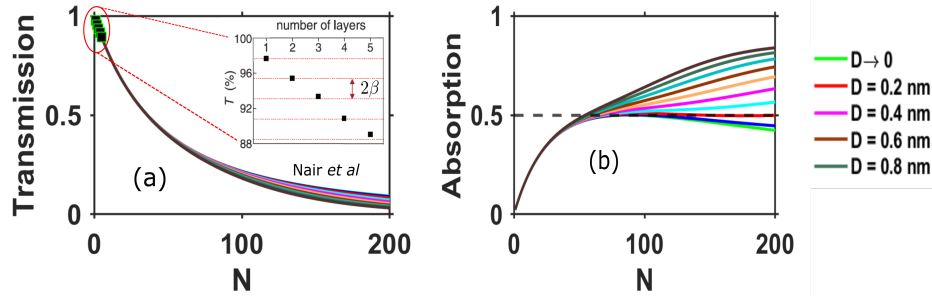 Transmission
1
0.5
0
0
100
200
N
(a)
number of layers
1 2 3 4 5
100
96
92
88
T (%)
2β
Nair et al
Absorption
1
0.5
0
0
100
200
N
(b)
D→ 0
D = 0.2 nm
D = 0.4 nm
D = 0.6 nm
D = 0.8 nm